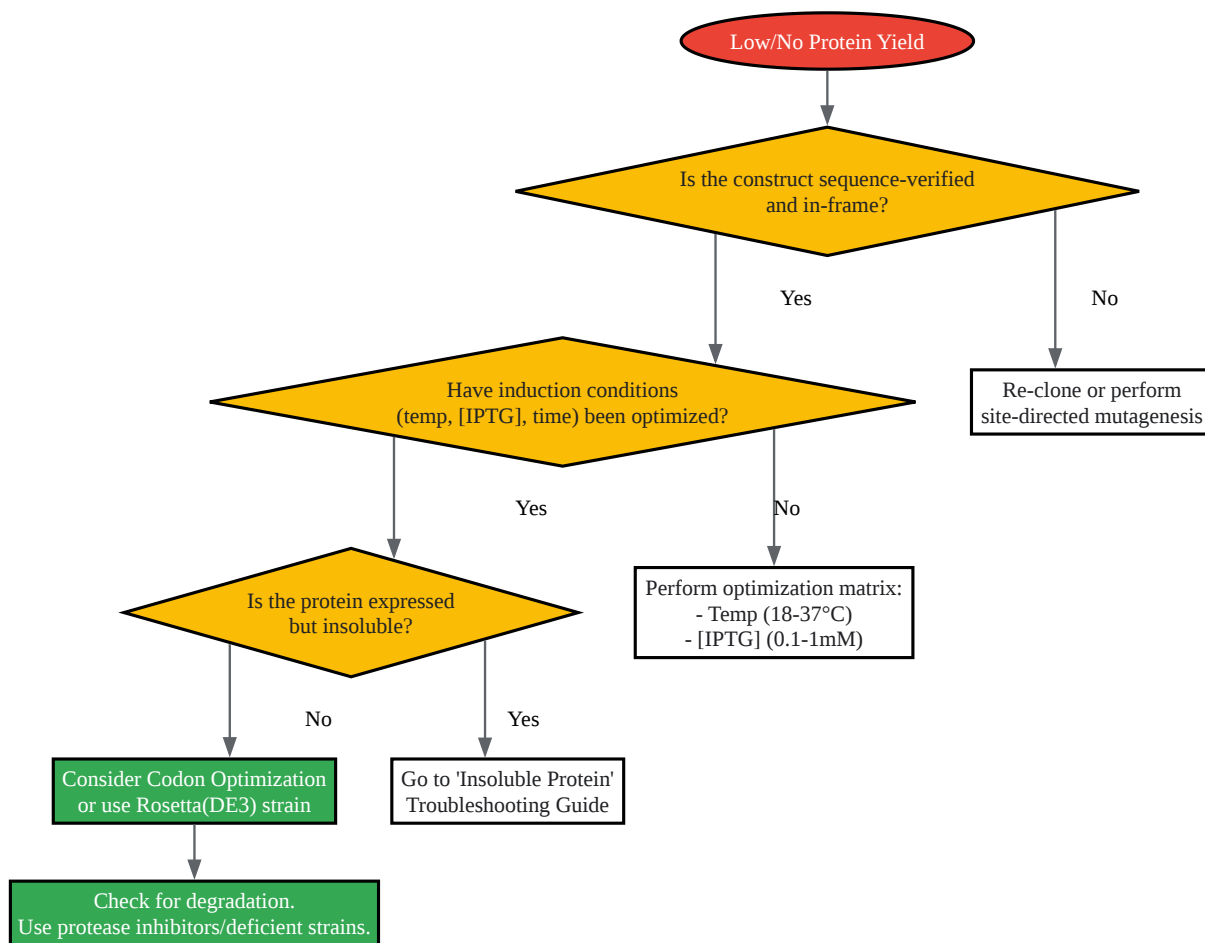 Low/No Protein Yield
Is the construct sequence-verified
and in-frame?
Yes
No
Have induction conditions
(temp, [IPTG], time) been optimized?
Re-clone or perform
site-directed mutagenesis
Yes
No
Is the protein expressed
but insoluble?
Perform optimization matrix:
- Temp (18-37°C)
- [IPTG] (0.1-1mM)
No
Yes
Consider Codon Optimization
or use Rosetta(DE3) strain
Go to 'Insoluble Protein'
Troubleshooting Guide
Check for degradation.
Use protease inhibitors/deficient strains.